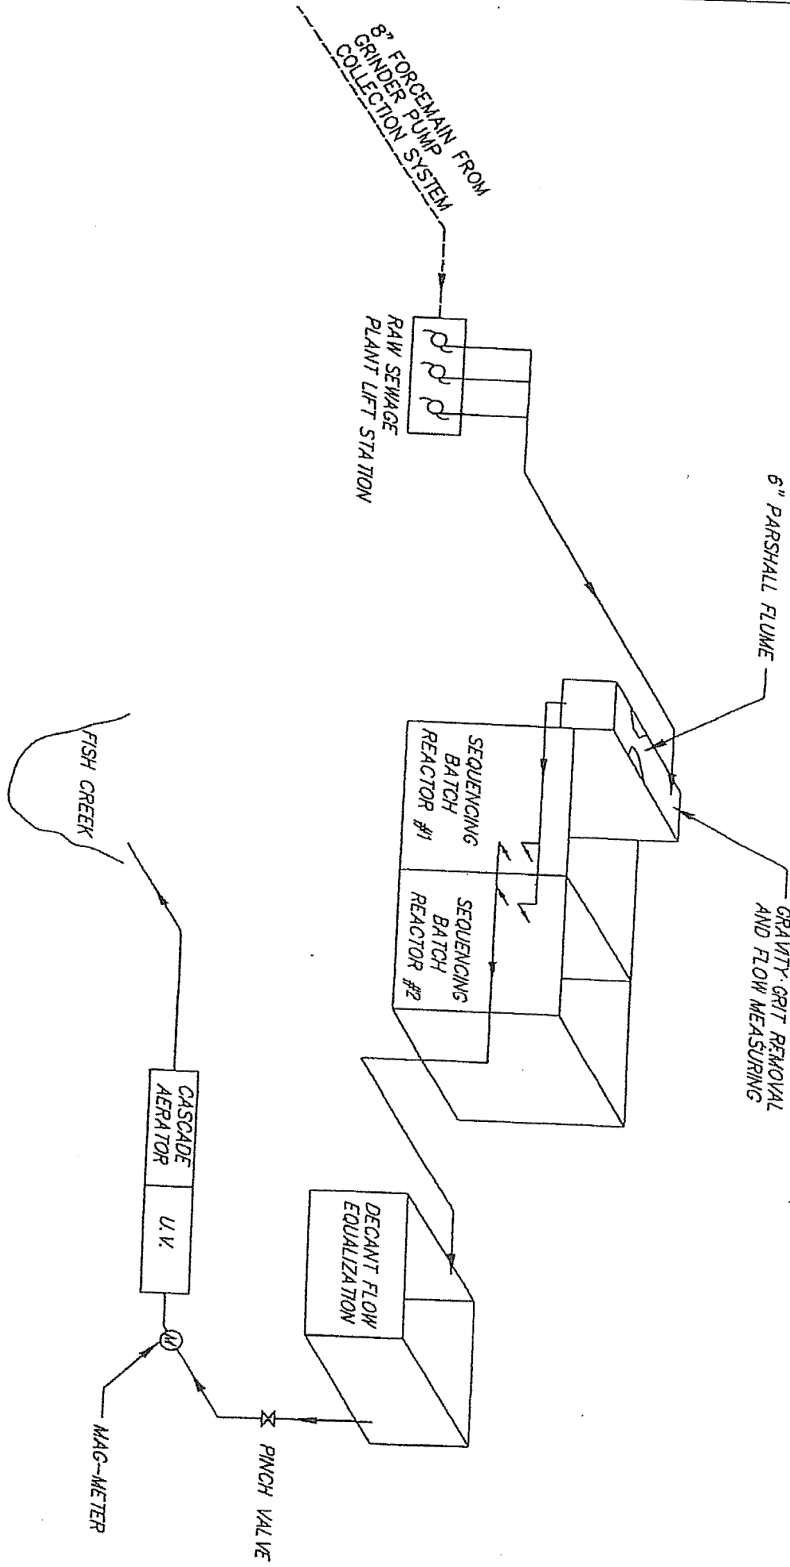 8" FORCEMAIN FROM
GRINDER PUMP
COLLECTION SYSTEM
RAW SEWAGE
PLANT LIFT STATION
6" PARSHALL FLUME
GRAVITY GRIT REMOVAL
AND FLOW MEASURING
SEQUENCING
BATCH
REACTOR #1
SEQUENCING
BATCH
REACTOR #2
DECANT FLOW
EQUALIZATION
PINCH VALVE
M
MAG-METER
U.V.
CASCADE
AERATOR
FISH CREEK